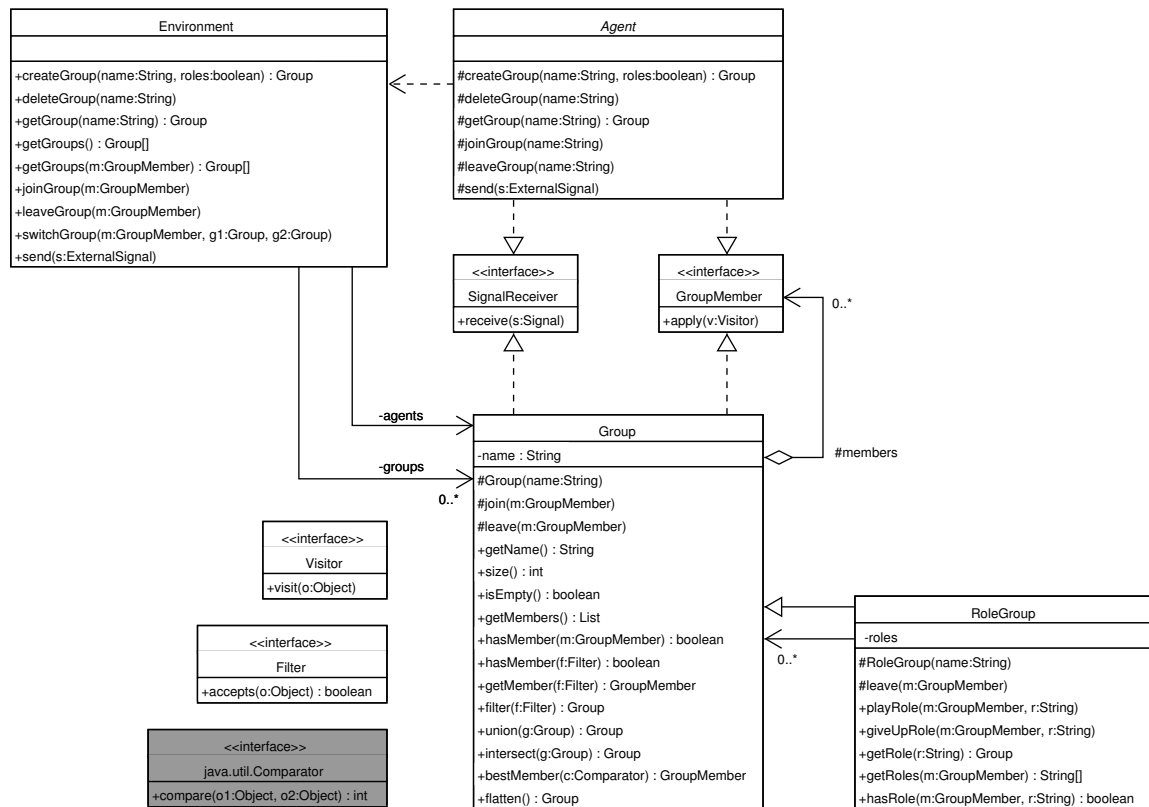 Environment
+createGroup(name:String, roles:boolean) : Group
+deleteGroup(name:String)
+getGroup(name:String) : Group
+getGroups() : Group[]
+getGroups(m:GroupMember) : Group[]
+joinGroup(m:GroupMember)
+leaveGroup(m:GroupMember)
+switchGroup(m:GroupMember, g1:Group, g2:Group)
+send(s:ExternalSignal)
Agent
#createGroup(name:String, roles:boolean) : Group
#deleteGroup(name:String)
#getGroup(name:String) : Group
#joinGroup(name:String)
#leaveGroup(name:String)
#send(s:ExternalSignal)
<<interface>>
SignalReceiver
+receive(s:Signal)
<<interface>>
GroupMember
+apply(v:Visitor)
0..*
#members
-agents
-groups
0..*
Group
-name : String
#Group(name:String)
#join(m:GroupMember)
#leave(m:GroupMember)
+getName() : String
+size() : int
+isEmpty() : boolean
+getMembers() : List
+hasMember(m:GroupMember) : boolean
+hasMember(f:Filter) : boolean
+getMember(f:Filter) : GroupMember
+filter(f:Filter) : Group
+union(g:Group) : Group
+intersect(g:Group) : Group
+bestMember(c:Comparator) : GroupMember
+flatten() : Group
<<interface>>
Visitor
+visit(o:Object)
<<interface>>
Filter
+accepts(o:Object) : boolean
<<interface>>
java.util.Comparator
+compare(o1:Object, o2:Object) : int
0..*
RoleGroup
-roles
#RoleGroup(name:String)
#leave(m:GroupMember)
+playRole(m:GroupMember, r:String)
+giveUpRole(m:GroupMember, r:String)
+getRole(r:String) : Group
+getRoles(m:GroupMember) : String[]
+hasRole(m:GroupMember, r:String) : boolean